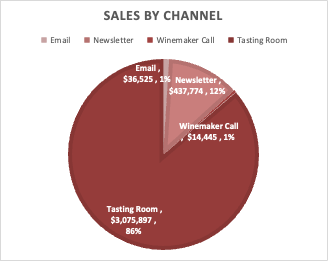 SALES BY CHANNEL
Email Newsletter Winemaker Call Tasting Room
Email ,
$36,525 , 1%
Newsletter ,
$437,774 , 12%
Winemaker Call
, $14,445 , 1%
Tasting Room ,
$3,075,897 ,
86%